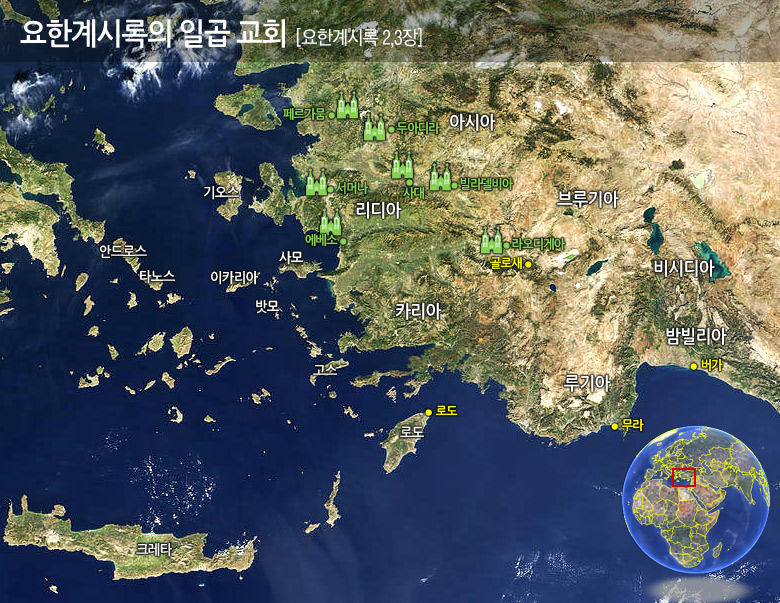 요한계시록의 일곱 교회 [요한계시록 2,3장]
페르가몸
두아디라
아시아
서머나
사데
빌라델비아
기오스
리디아
브루기아
에베소
라오디게아
안드로스
사모
골로새
비시디아
타노스
이카리아
밧모
카리아
밤빌리아
버가
고스
루기아
로도
로도
무라
크레타